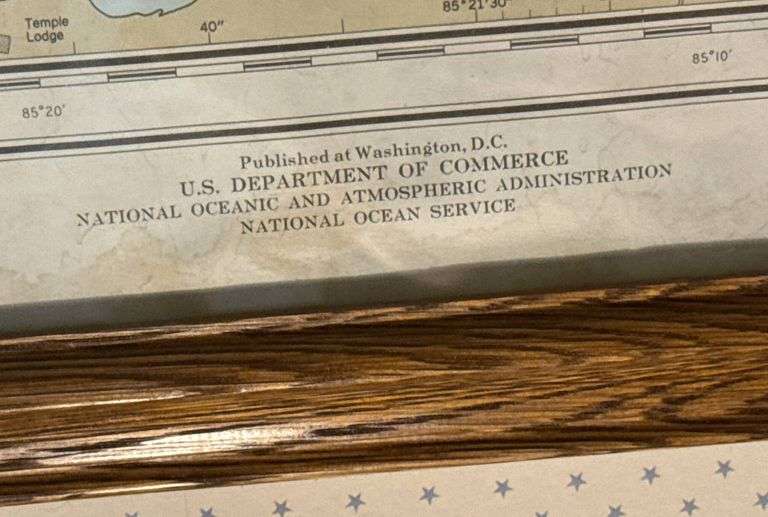 85°21'30"
Temple
Lodge
40"
85°10'
85°20'
Published at Washington, D.C.
U.S. DEPARTMENT OF COMMERCE
NATIONAL OCEANIC AND ATMOSPHERIC ADMINISTRATION
NATIONAL OCEAN SERVICE